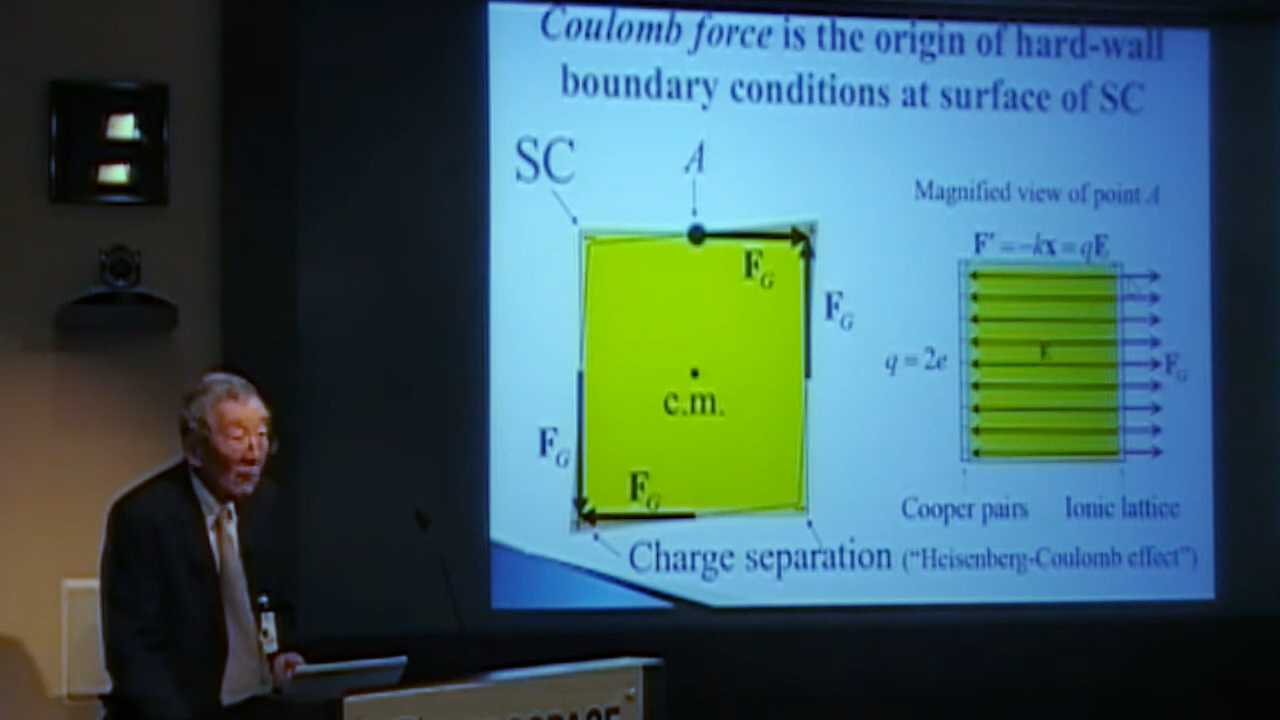 Coulomb force is the origin of hard-wall
boundary conditions at surface of SC
SC
A
Magnified view of point A
F' = -kx = qE
F_G
F_G
q = 2e
E
F_G
c.m.
F_G
F_G
Cooper pairs
Ionic lattice
Charge separation ("Heisenberg-Coulomb effect")